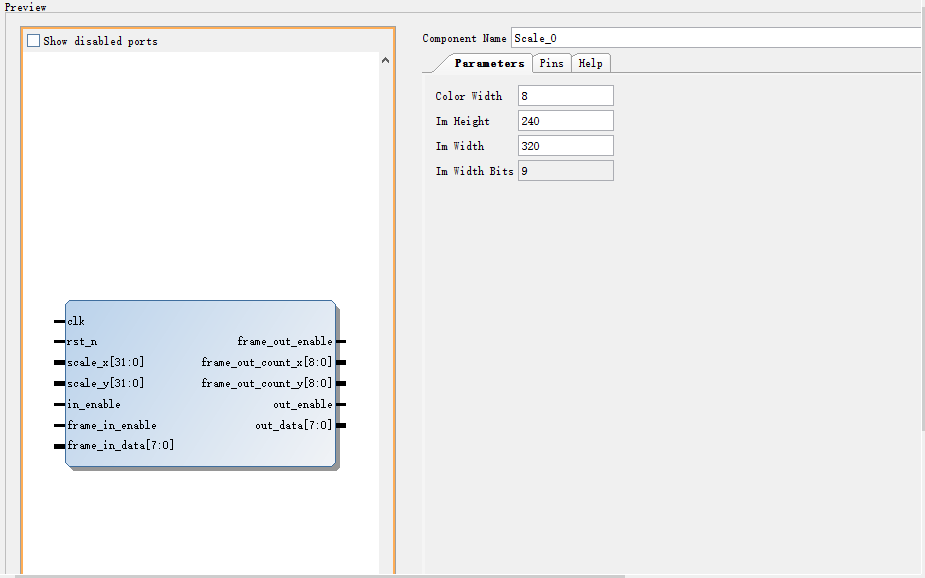 Preview
Show disabled ports
clk
rst_n
scale_x[31:0]
scale_y[31:0]
in_enable
frame_in_enable
frame_in_data[7:0]
frame_out_enable
frame_out_count_x[8:0]
frame_out_count_y[8:0]
out_enable
out_data[7:0]
Component Name Scale_0
Parameters Pins Help
Color Width 8
Im Height 240
Im Width 320
Im Width Bits 9